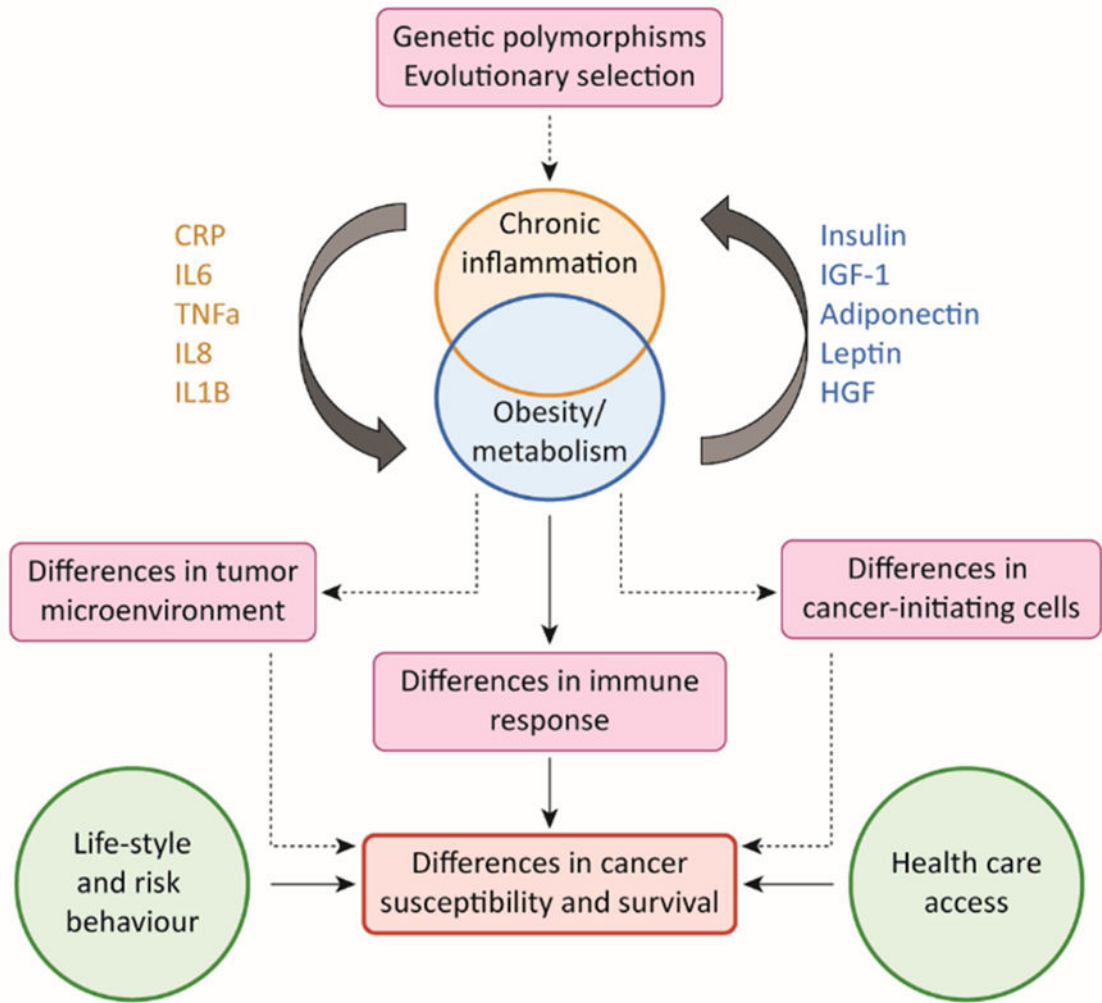 Genetic polymorphisms
Evolutionary selection
CRP
IL6
TNFa
IL8
IL1B
Chronic
inflammation
Obesity/
metabolism
Insulin
IGF-1
Adiponectin
Leptin
HGF
Differences in tumor
microenvironment
Differences in
cancer-initiating cells
Differences in immune
response
Life-style
and risk
behaviour
Differences in cancer
susceptibility and survival
Health care
access